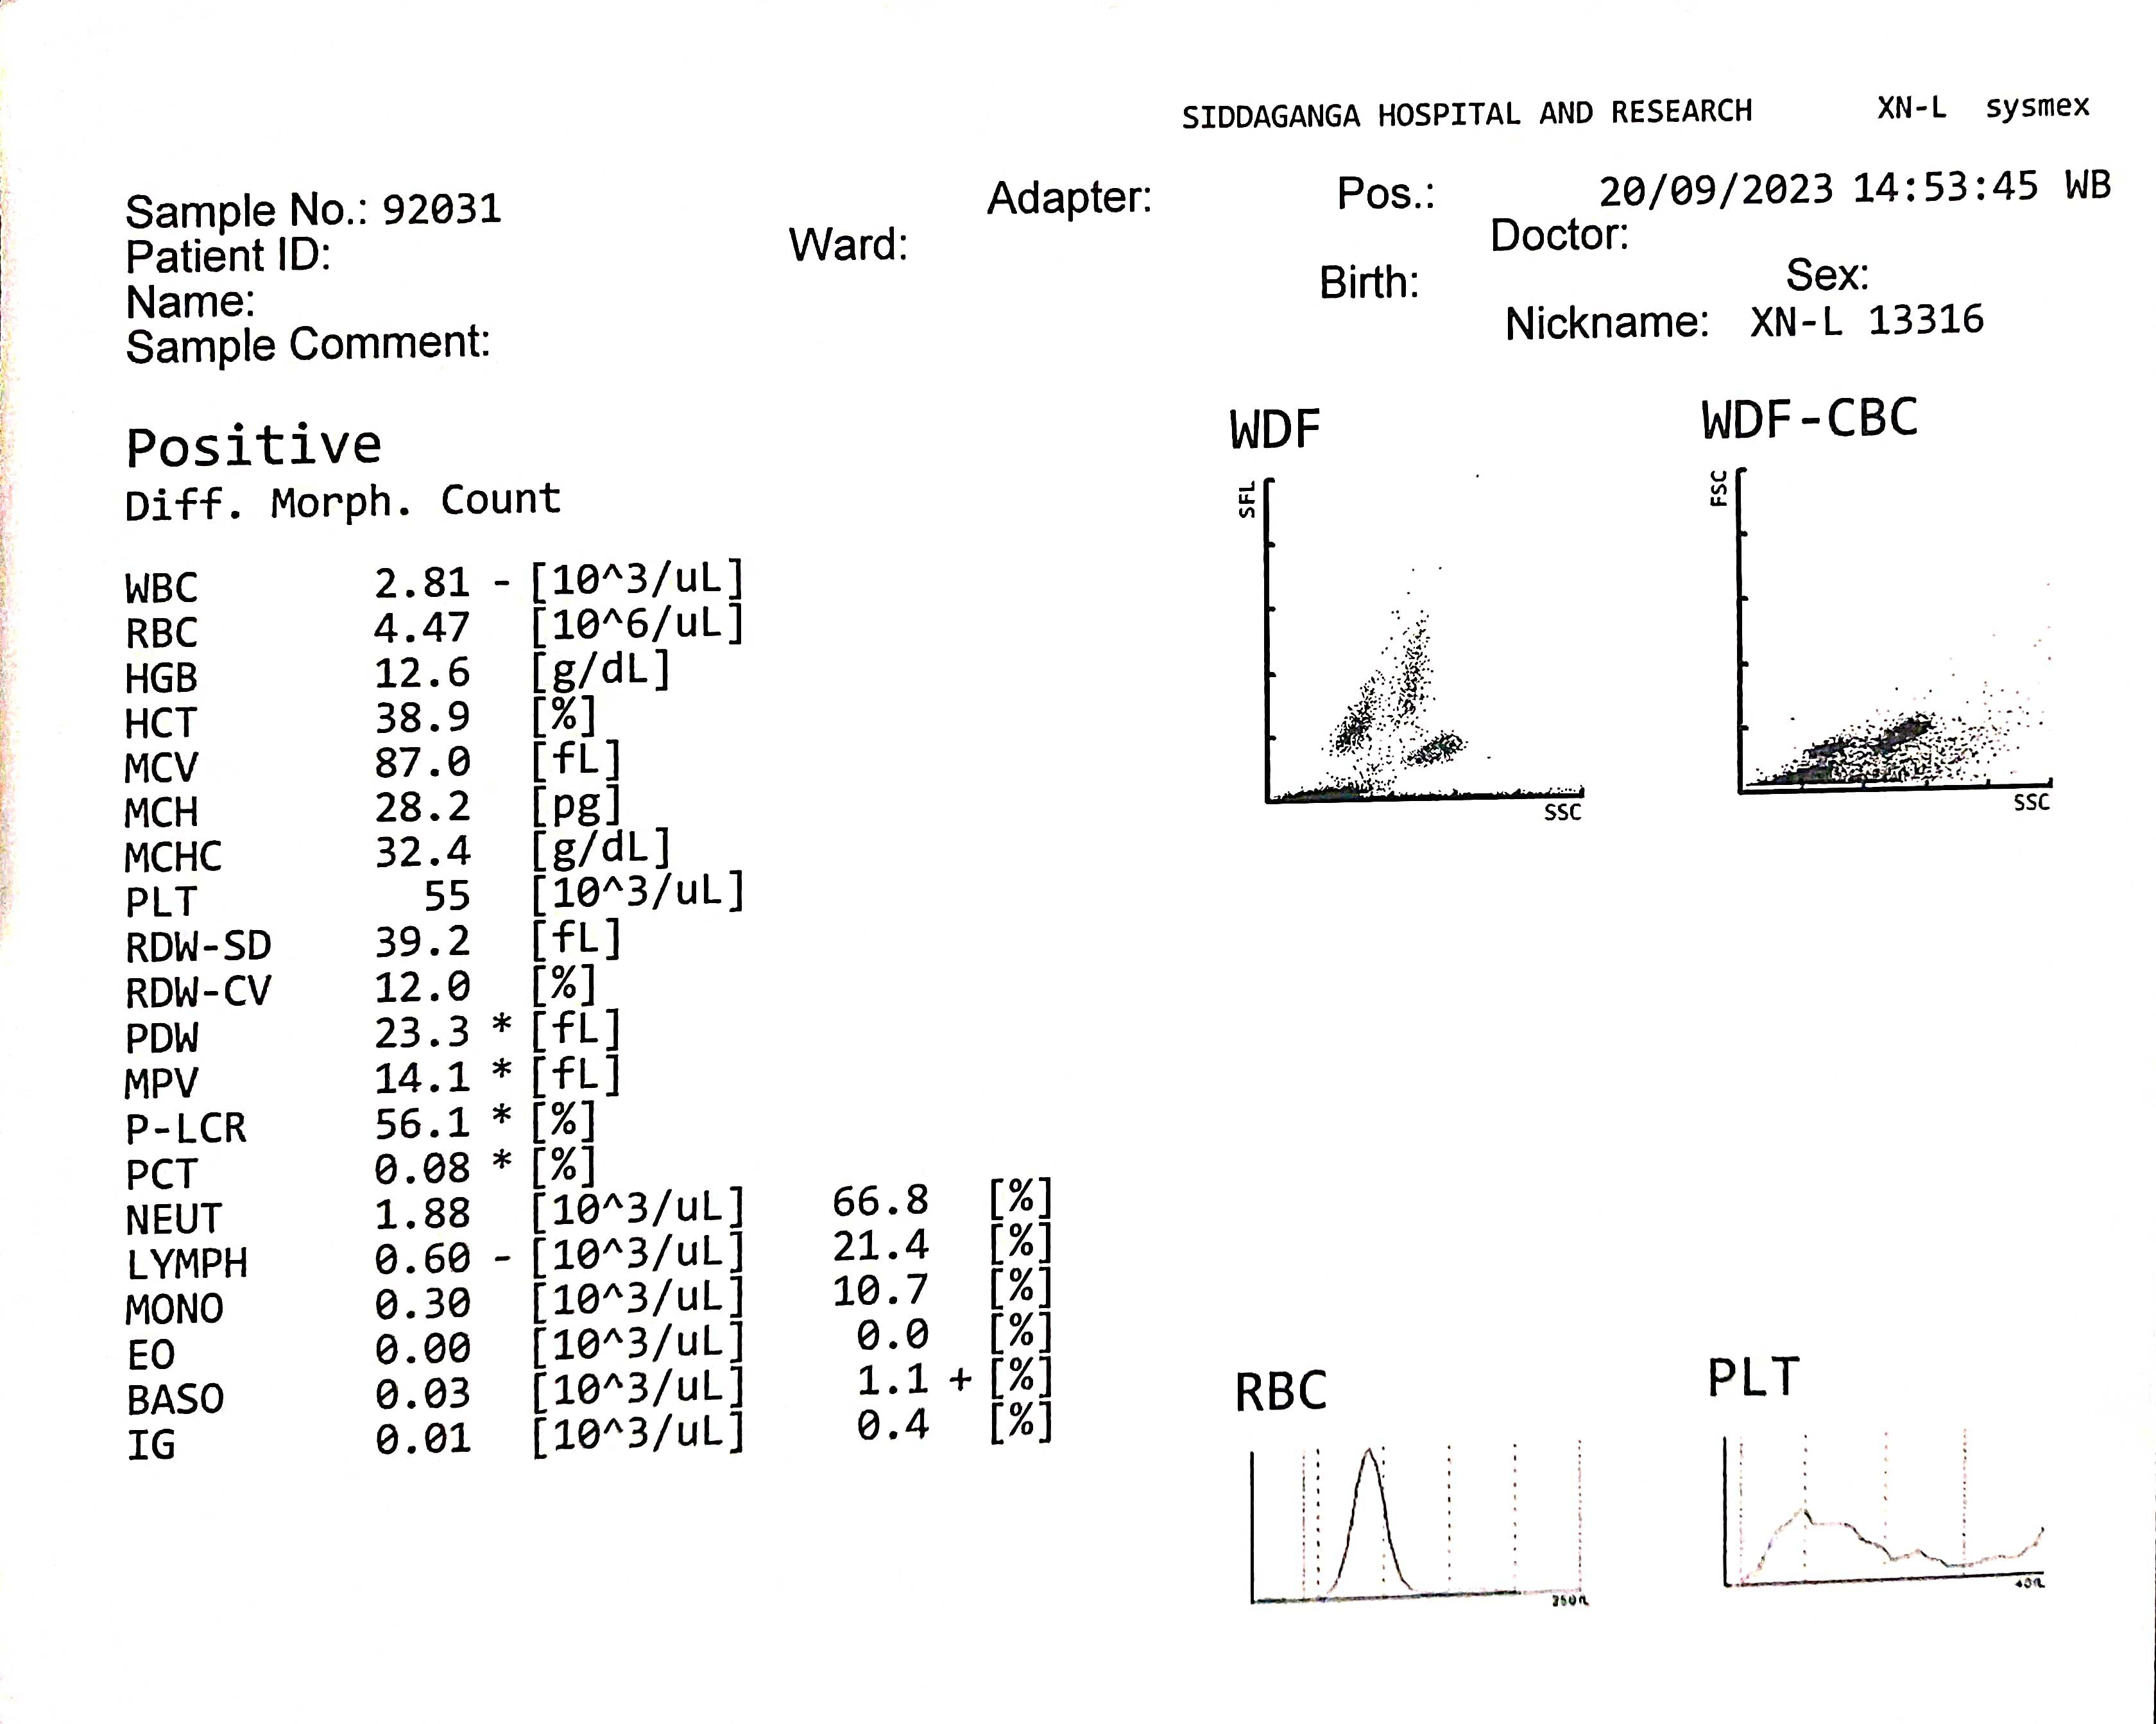 SIDDAGANGA HOSPITAL AND RESEARCH XN-L sysmex
Sample No.: 92031 Adapter: Pos.: 20/09/2023 14:53:45 WB
Patient ID: Ward: Doctor:
Name: Birth: Sex:
Sample Comment: Nickname: XN-L 13316
Positive
Diff. Morph. Count
WBC 2.81 - [10^3/uL]
RBC 4.47 [10^6/uL]
HGB 12.6 [g/dL]
HCT 38.9 [%]
MCV 87.0 [fL]
MCH 28.2 [pg]
MCHC 32.4 [g/dL]
PLT 55 [10^3/uL]
RDW-SD 39.2 [fL]
RDW-CV 12.0 [%]
PDW 23.3 * [fL]
MPV 14.1 * [fL]
P-LCR 56.1 * [%]
PCT 0.08 * [%]
NEUT 1.88 [10^3/uL] 66.8 [%]
LYMPH 0.60 - [10^3/uL] 21.4 [%]
MONO 0.30 [10^3/uL] 10.7 [%]
EO 0.00 [10^3/uL] 0.0 [%]
BASO 0.03 [10^3/uL] 1.1 + [%]
IG 0.01 [10^3/uL] 0.4 [%]
WDF WDF-CBC
SFL FSC
SSC SSC
RBC PLT